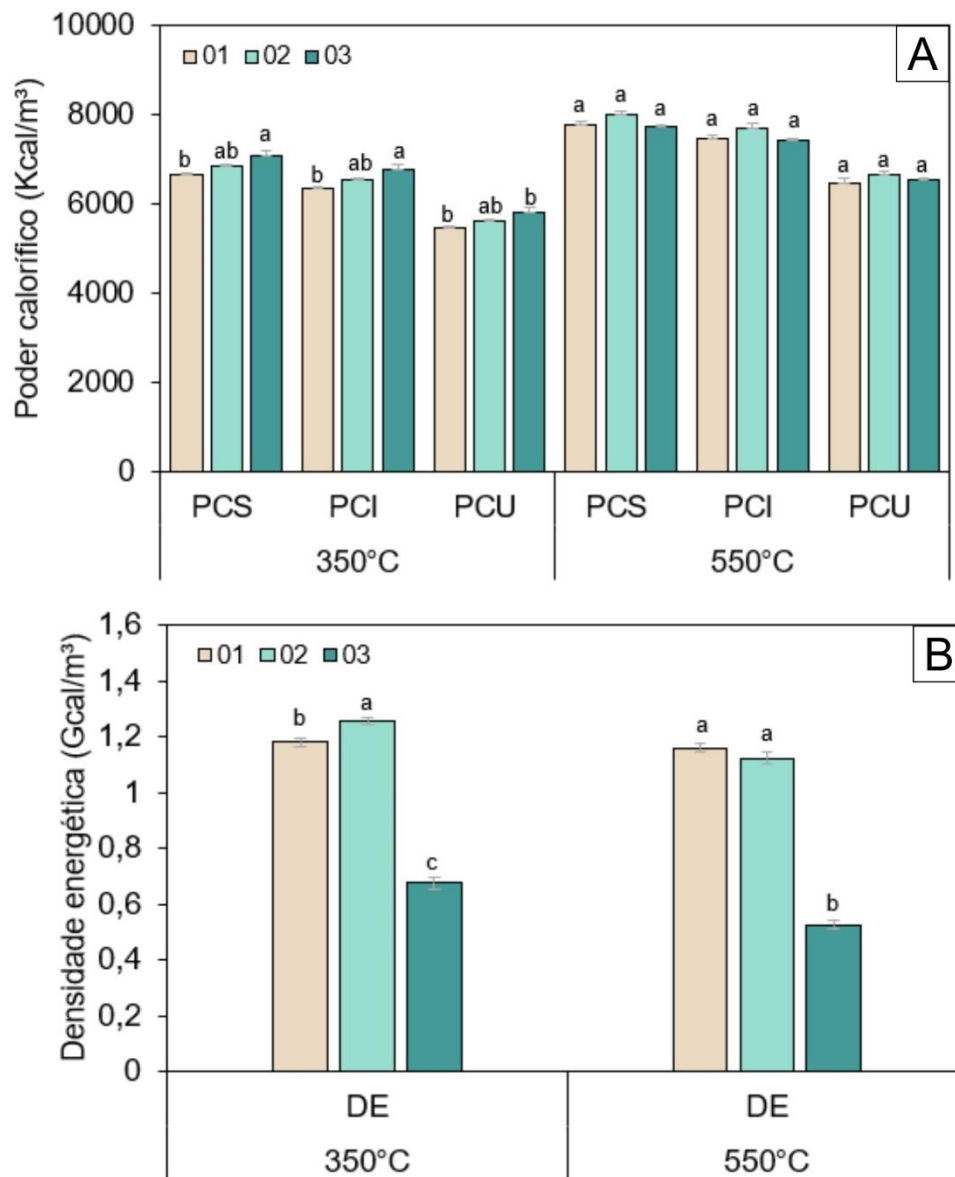 A
Poder calorífico (Kcal/m³)
10000
8000
6000
4000
2000
0
01 02 03
b ab a b ab a b ab b a a a a a a a a a
PCS PCI PCU PCS PCI PCU
350°C 550°C
B
Densidade energética (Gcal/m³)
1,6
1,4
1,2
1
0,8
0,6
0,4
0,2
0
01 02 03
b a c a a b
DE DE
350°C 550°C